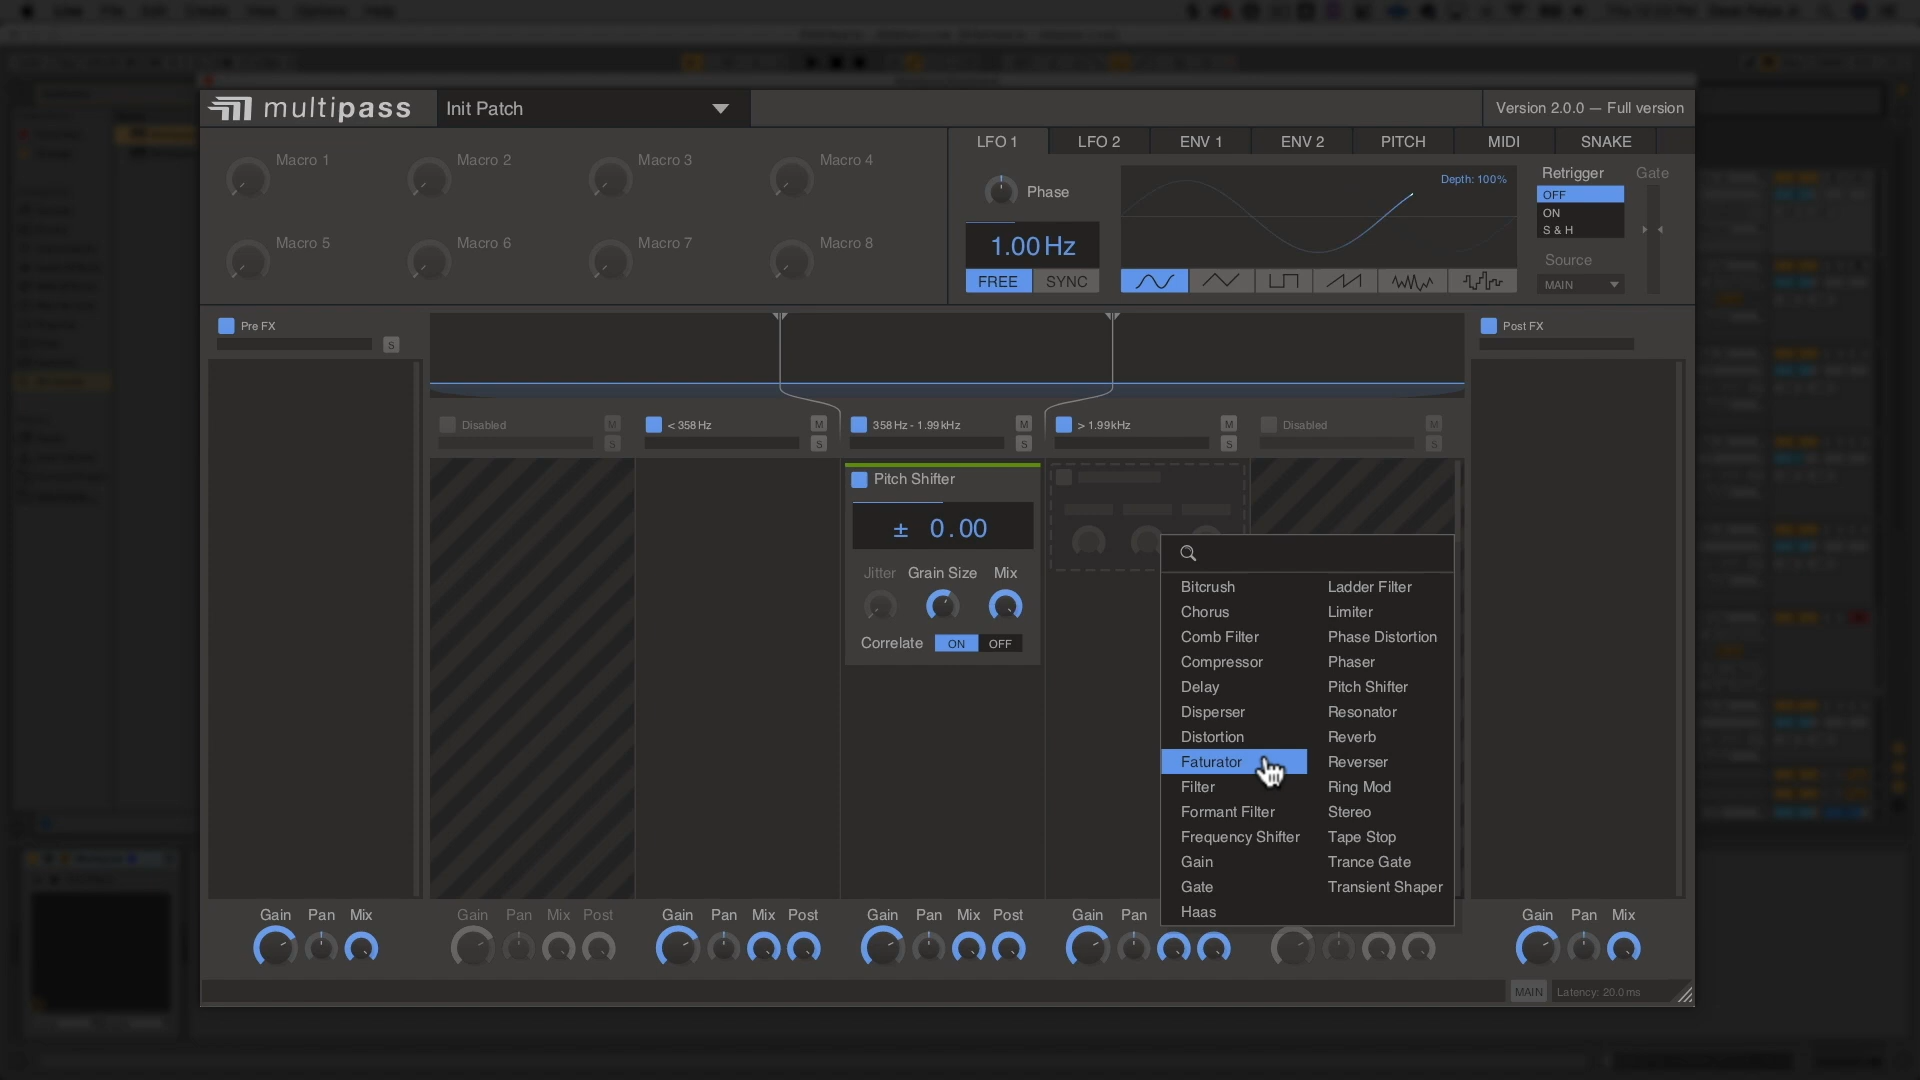 multipass
Init Patch
Version 2.0.0 — Full version
LFO 1
LFO 2
ENV 1
ENV 2
PITCH
MIDI
SNAKE
Macro 1
Macro 2
Macro 3
Macro 4
Macro 5
Macro 6
Macro 7
Macro 8
Phase
1.00 Hz
FREE
SYNC
Depth: 100%
Retrigger
OFF
ON
S & H
Source
MAIN
Gate
Pre FX
S
Post FX
Disabled
M
S
< 358 Hz
M
S
358 Hz - 1.99 kHz
M
S
> 1.99 kHz
M
S
Disabled
M
S
Pitch Shifter
± 0.00
Jitter
Grain Size
Mix
Correlate
ON
OFF
Bitcrush
Chorus
Comb Filter
Compressor
Delay
Disperser
Distortion
Faturator
Filter
Formant Filter
Frequency Shifter
Gain
Gate
Haas
Ladder Filter
Limiter
Phase Distortion
Phaser
Pitch Shifter
Resonator
Reverb
Reverser
Ring Mod
Stereo
Tape Stop
Trance Gate
Transient Shaper
Gain Pan Mix
Gain Pan Mix Post
Gain Pan Mix Post
Gain Pan Mix Post
Gain Pan
Gain Pan Mix
MAIN
Latency: 20.0 ms